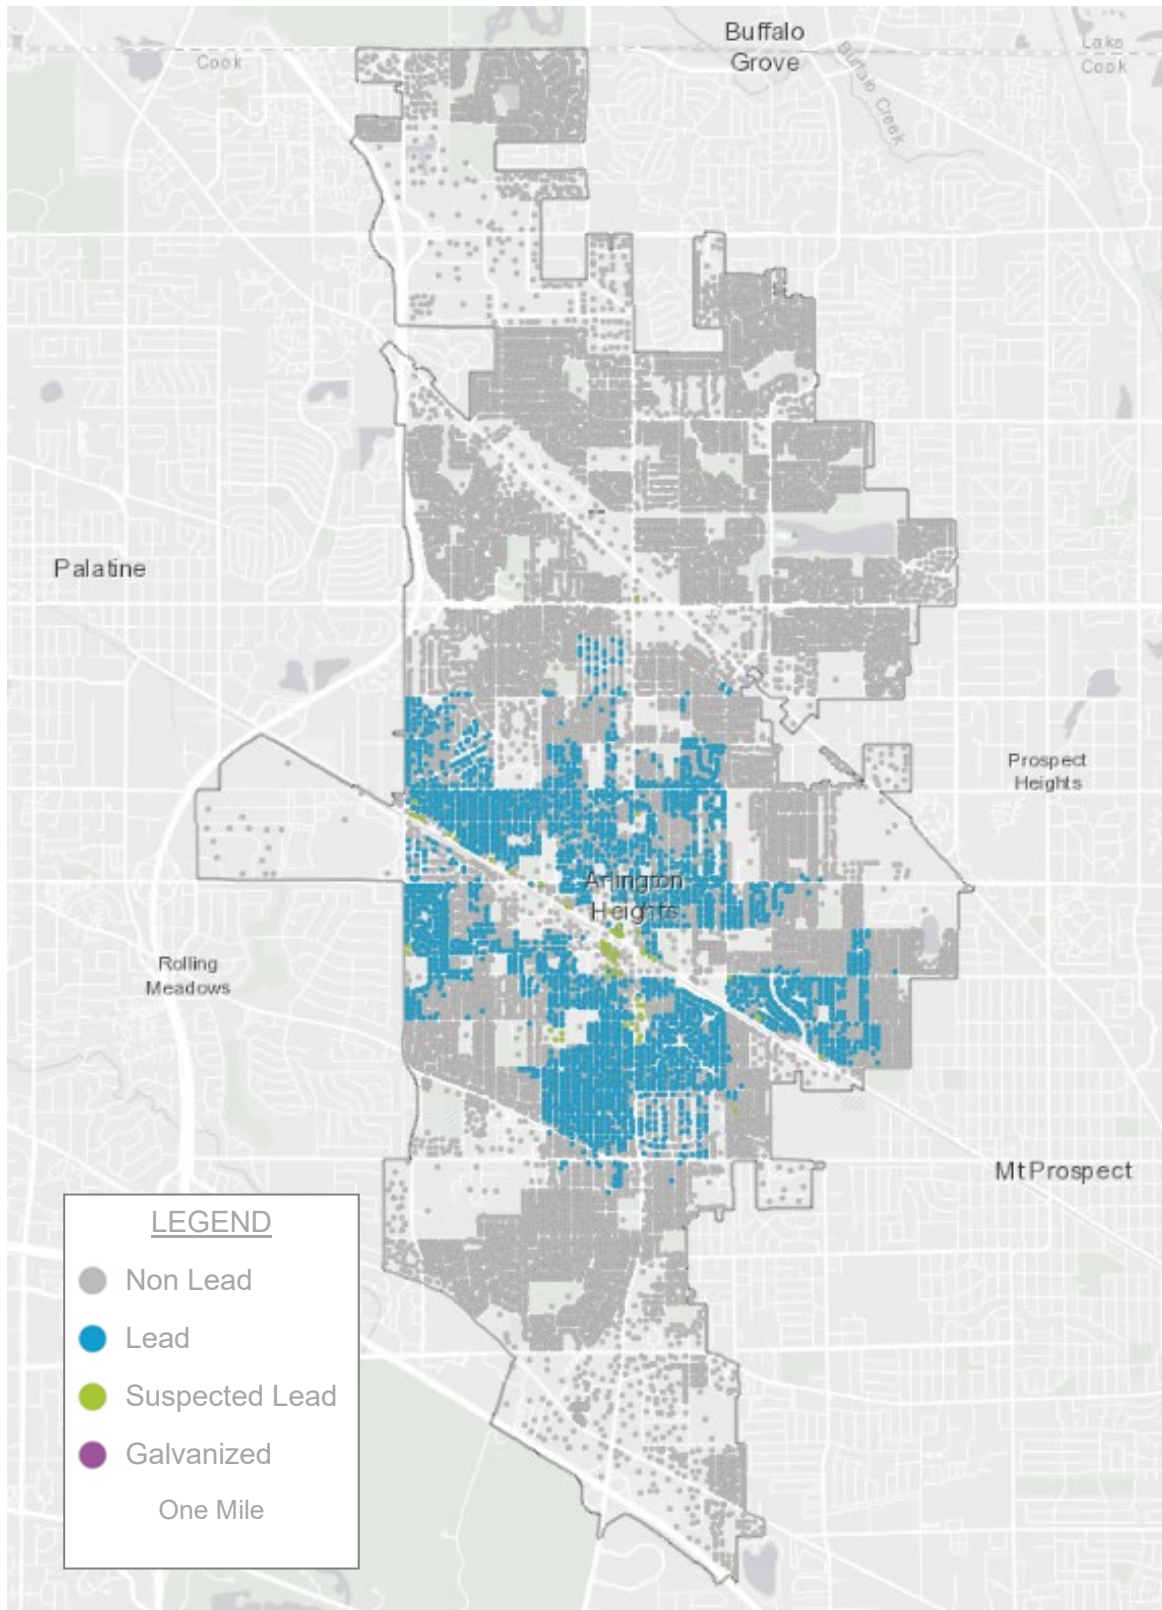 Buffalo
Grove
Cook
Lake
Cook
Buffalo Creek
Palatine
Prospect
Heights
Arlington
Heights
Rolling
Meadows
Mt Prospect
LEGEND
Non Lead
Lead
Suspected Lead
Galvanized
One Mile